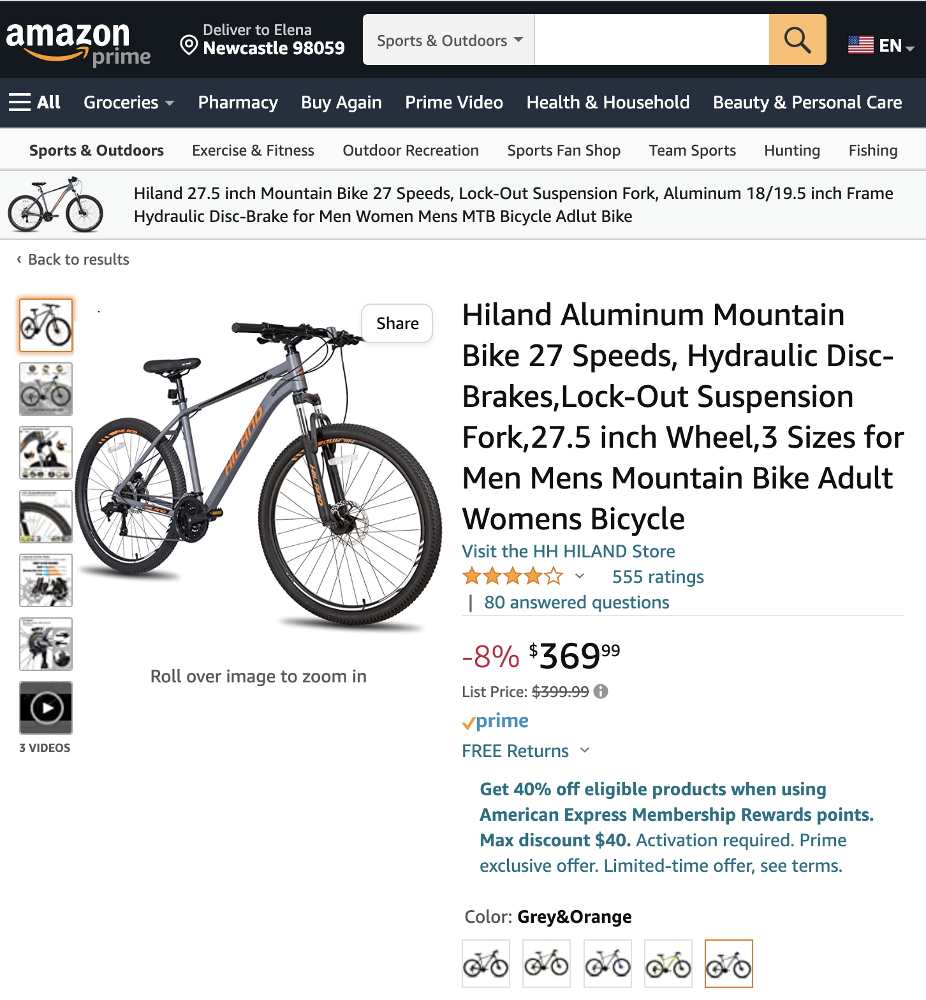 amazon
prime
Deliver to Elena
Newcastle 98059
Sports & Outdoors
EN
All
Groceries
Pharmacy
Buy Again
Prime Video
Health & Household
Beauty & Personal Care
Sports & Outdoors
Exercise & Fitness
Outdoor Recreation
Sports Fan Shop
Team Sports
Hunting
Fishing
Hiland 27.5 inch Mountain Bike 27 Speeds, Lock-Out Suspension Fork, Aluminum 18/19.5 inch Frame
Hydraulic Disc-Brake for Men Women Mens MTB Bicycle Adlut Bike
‹ Back to results
Share
HILAND
HILAND
HILAND
HILAND
HILAND
Roll over image to zoom in
3 VIDEOS
Hiland Aluminum Mountain
Bike 27 Speeds, Hydraulic Disc-
Brakes,Lock-Out Suspension
Fork,27.5 inch Wheel,3 Sizes for
Men Mens Mountain Bike Adult
Womens Bicycle
Visit the HH HILAND Store
555 ratings
| 80 answered questions
-8% $36999
List Price: $399.99
prime
FREE Returns
Get 40% off eligible products when using
American Express Membership Rewards points.
Max discount $40. Activation required. Prime
exclusive offer. Limited-time offer, see terms.
Color: Grey&Orange